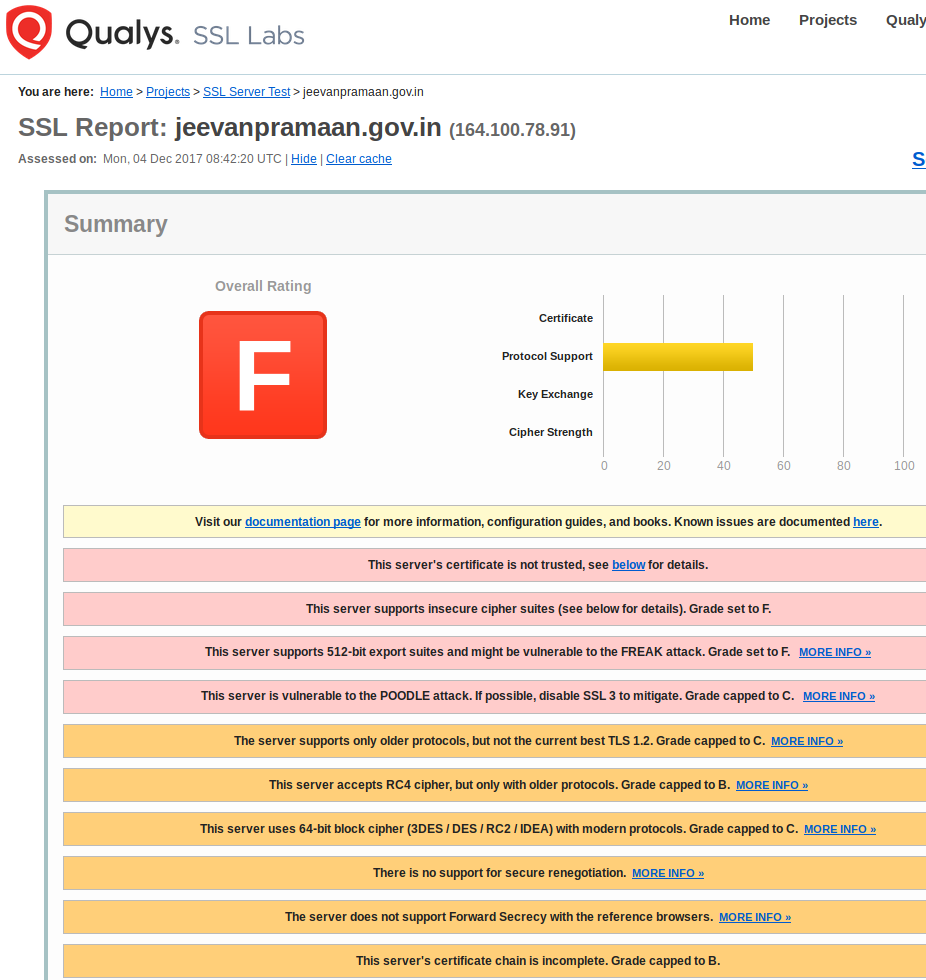 Qualys. SSL Labs
Home Projects Qualy
You are here: Home > Projects > SSL Server Test > jeevanpramaan.gov.in
SSL Report: jeevanpramaan.gov.in (164.100.78.91)
Assessed on: Mon, 04 Dec 2017 08:42:20 UTC | Hide | Clear cache
S
Summary
Overall Rating
F
Certificate
Protocol Support
Key Exchange
Cipher Strength
0 20 40 60 80 100
Visit our documentation page for more information, configuration guides, and books. Known issues are documented here.
This server's certificate is not trusted, see below for details.
This server supports insecure cipher suites (see below for details). Grade set to F.
This server supports 512-bit export suites and might be vulnerable to the FREAK attack. Grade set to F. MORE INFO »
This server is vulnerable to the POODLE attack. If possible, disable SSL 3 to mitigate. Grade capped to C. MORE INFO »
The server supports only older protocols, but not the current best TLS 1.2. Grade capped to C. MORE INFO »
This server accepts RC4 cipher, but only with older protocols. Grade capped to B. MORE INFO »
This server uses 64-bit block cipher (3DES / DES / RC2 / IDEA) with modern protocols. Grade capped to C. MORE INFO »
There is no support for secure renegotiation. MORE INFO »
The server does not support Forward Secrecy with the reference browsers. MORE INFO »
This server's certificate chain is incomplete. Grade capped to B.